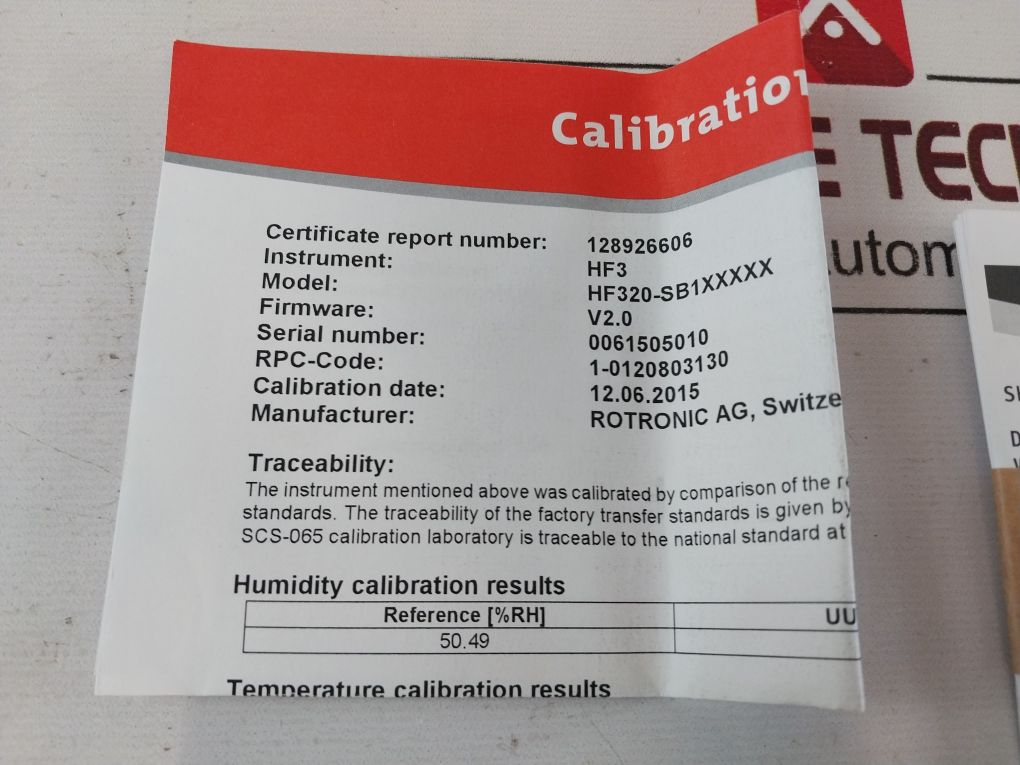 Calibration
E TEC
utom
Certificate report number: 128926606
Instrument: HF3
Model: HF320-SB1XXXXX
Firmware: V2.0
Serial number: 0061505010
RPC-Code: 1-0120803130
Calibration date: 12.06.2015
Manufacturer: ROTRONIC AG, Switze
Traceability:
The instrument mentioned above was calibrated by comparison of the re
standards. The traceability of the factory transfer standards is given by
SCS-065 calibration laboratory is traceable to the national standard at
Humidity calibration results
Reference [%RH] UU
50.49
Temperature calibration results